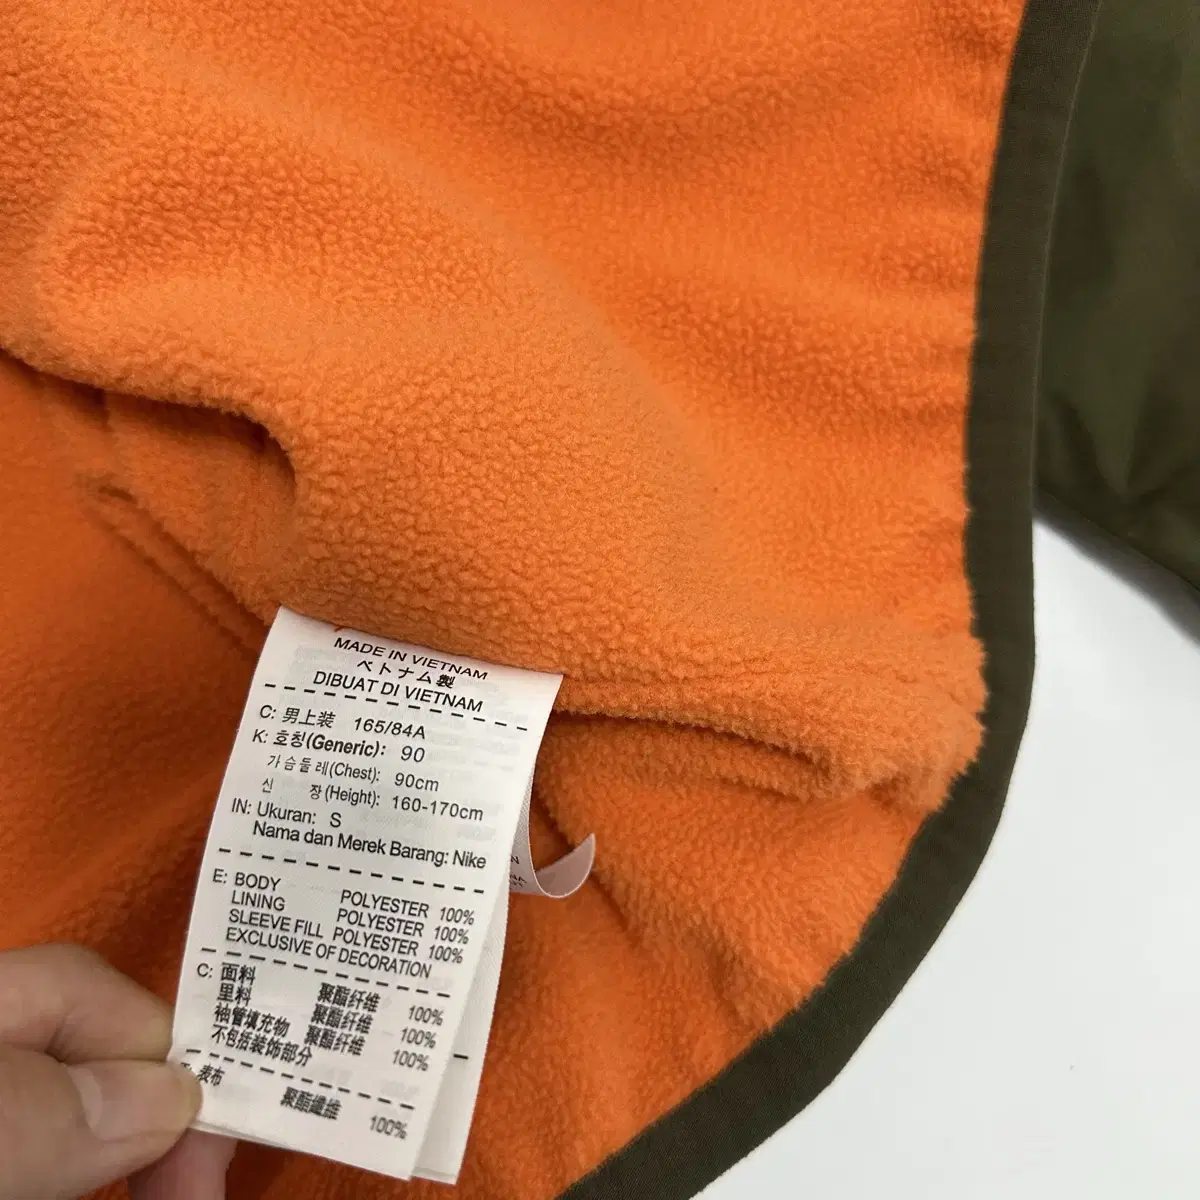 MADE IN VIETNAM
ベトナム製
DIBUAT DI VIETNAM
C: 男上装 165/84A
K: 호칭(Generic): 90
가슴둘레(Chest): 90cm
신 장(Height): 160-170cm
IN: Ukuran: S
Nama dan Merek Barang: Nike
E: BODY POLYESTER 100%
LINING POLYESTER 100%
SLEEVE FILL POLYESTER 100%
EXCLUSIVE OF DECORATION
C: 面料 聚酯纤维 100%
里料 聚酯纤维 100%
袖管填充物 聚酯纤维 100%
不包括装饰部分
表布 聚酯纖維 100%